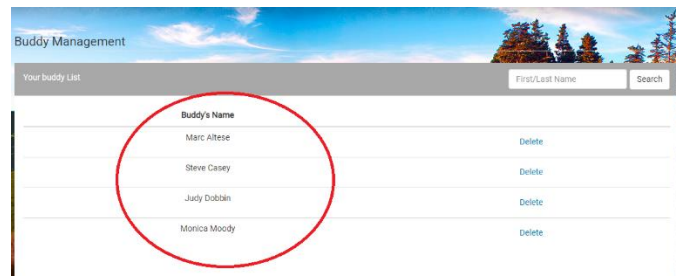 Buddy Management
Your buddy List First/Last Name Search
Buddy's Name
Marc Altese Delete
Steve Casey Delete
Judy Dobbin Delete
Monica Moody Delete